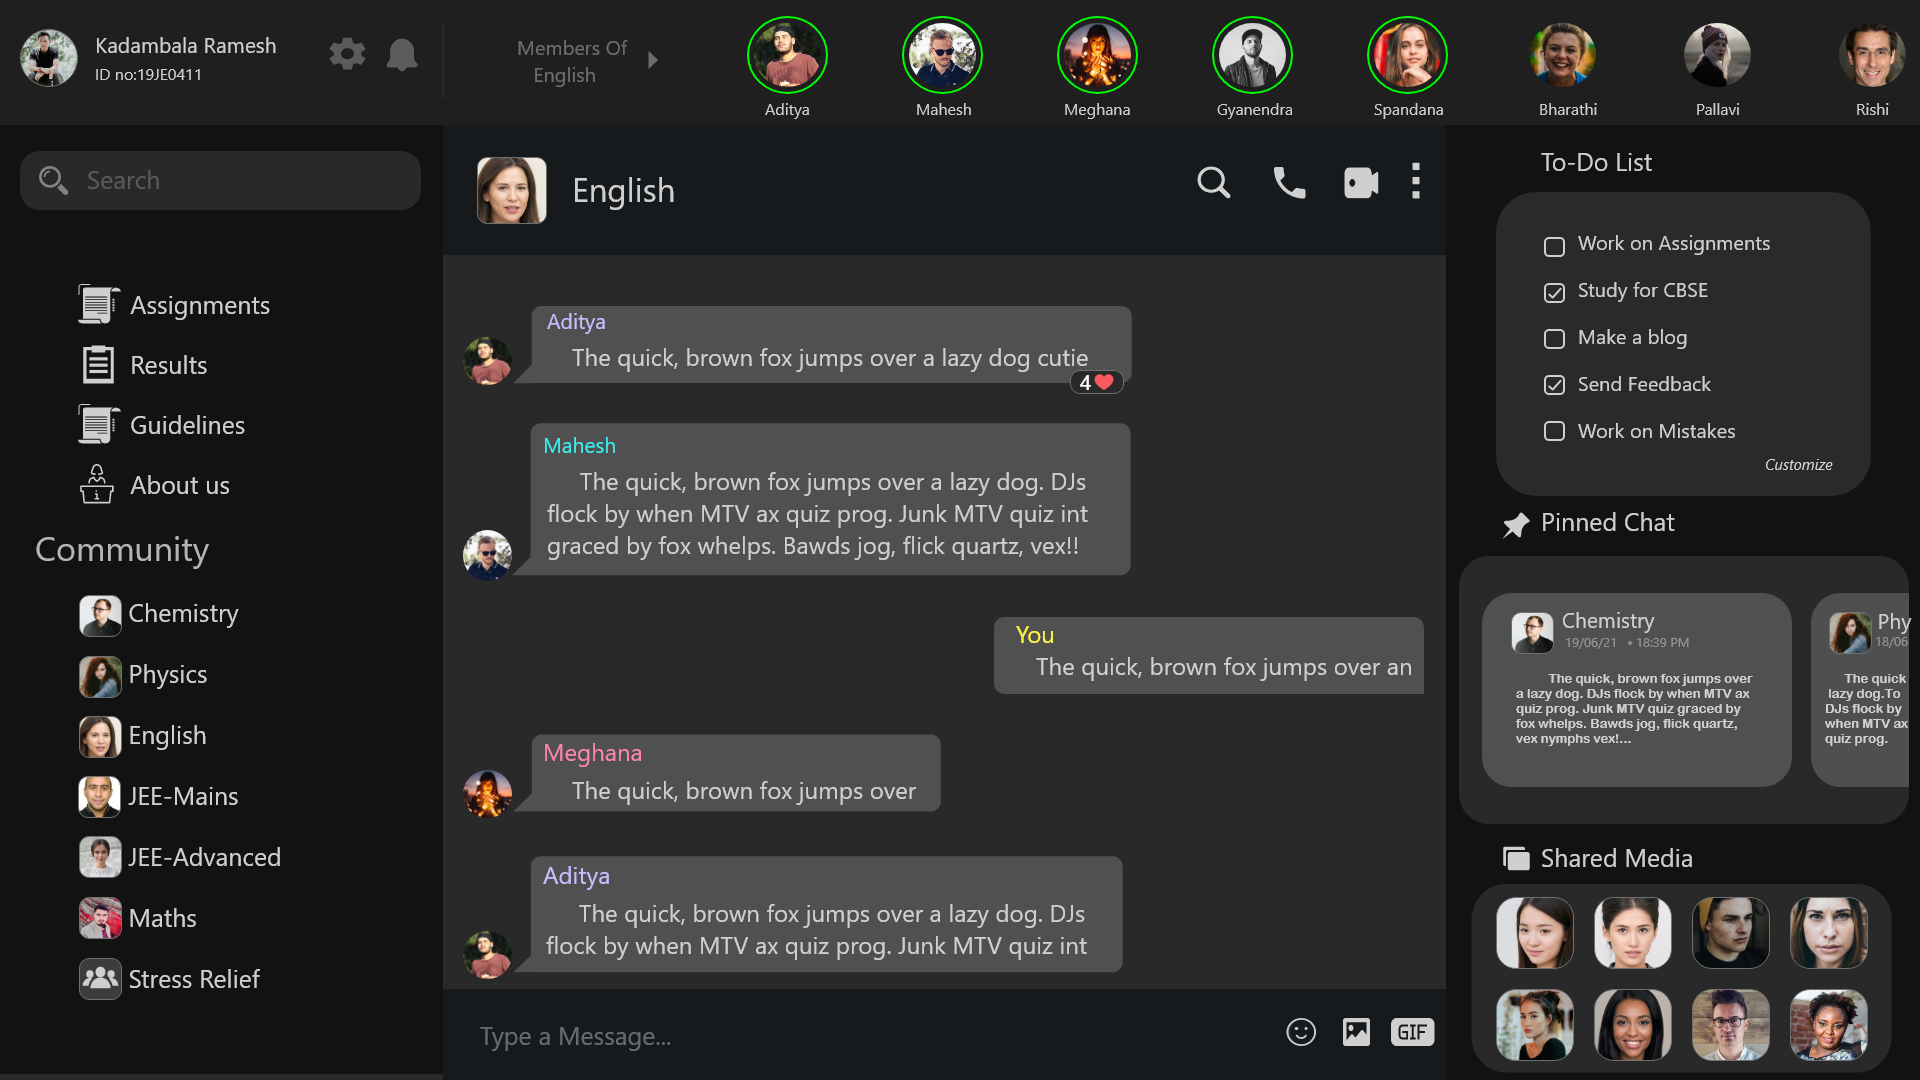 Kadambala Ramesh
ID no:19JE0411
Members Of
English
Aditya
Mahesh
Meghana
Gyanendra
Spandana
Bharathi
Pallavi
Rishi
Search
Assignments
Results
Guidelines
About us
Community
Chemistry
Physics
English
JEE-Mains
JEE-Advanced
Maths
Stress Relief
English
Aditya
The quick, brown fox jumps over a lazy dog cutie
4
Mahesh
The quick, brown fox jumps over a lazy dog. DJs
flock by when MTV ax quiz prog. Junk MTV quiz int
graced by fox whelps. Bawds jog, flick quartz, vex!!
You
The quick, brown fox jumps over an
Meghana
The quick, brown fox jumps over
Aditya
The quick, brown fox jumps over a lazy dog. DJs
flock by when MTV ax quiz prog. Junk MTV quiz int
Type a Message...
GIF
To-Do List
Work on Assignments
Study for CBSE
Make a blog
Send Feedback
Work on Mistakes
Customize
Pinned Chat
Chemistry
19/06/21 • 18:39 PM
The quick, brown fox jumps over
a lazy dog. DJs flock by when MTV ax
quiz prog. Junk MTV quiz graced by
fox whelps. Bawds jog, flick quartz,
vex nymphs vex!...
Phy
18/06
The quick
lazy dog.To
DJs flock by
when MTV ax
quiz prog.
Shared Media